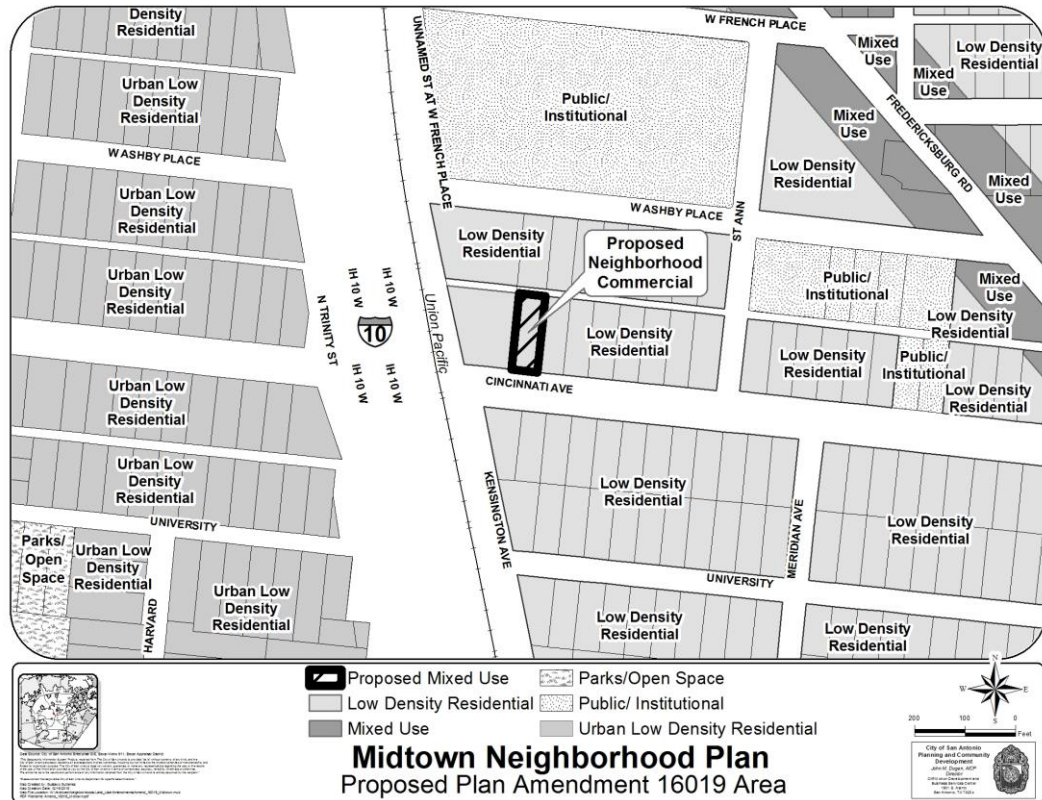 Density
Residential
Urban Low
Density
Residential
W ASHBY PLACE
Urban Low
Density
Residential
Urban Low
Density
Residential
Urban Low
Density
Residential
Urban Low
Density
Residential
UNIVERSITY
Parks/
Open
Space
Urban Low
Density
Residential
HARVARD
Urban Low
Density
Residential
N TRINITY ST
IH 10 W
IH 10 W
10
IH 10 W
IH 10 W
Union Pacific
UNNAMED ST AT W FRENCH PLACE
W FRENCH PLACE
Public/
Institutional
W ASHBY PLACE
ST ANN
Low Density
Residential
Proposed
Neighborhood
Commercial
Low Density
Residential
CINCINNATI AVE
KENSINGTON AVE
Low Density
Residential
MERIDIAN AVE
Low Density
Residential
UNIVERSITY
Low Density
Residential
Low Density
Residential
Mixed
Use
Mixed
Use
Low Density
Residential
FREDERICKSBURG RD
Mixed
Use
Low Density
Residential
Mixed
Use
Public/
Institutional
Mixed
Use
Low Density
Residential
Low Density
Residential
Public/
Institutional
Low Density
Residential
Proposed Mixed Use
Low Density Residential
Mixed Use
Parks/Open Space
Public/ Institutional
Urban Low Density Residential
Midtown Neighborhood Plan
Proposed Plan Amendment 16019 Area
N
W
E
S
200
100
0
Feet
City of San Antonio
Planning and Community
Development